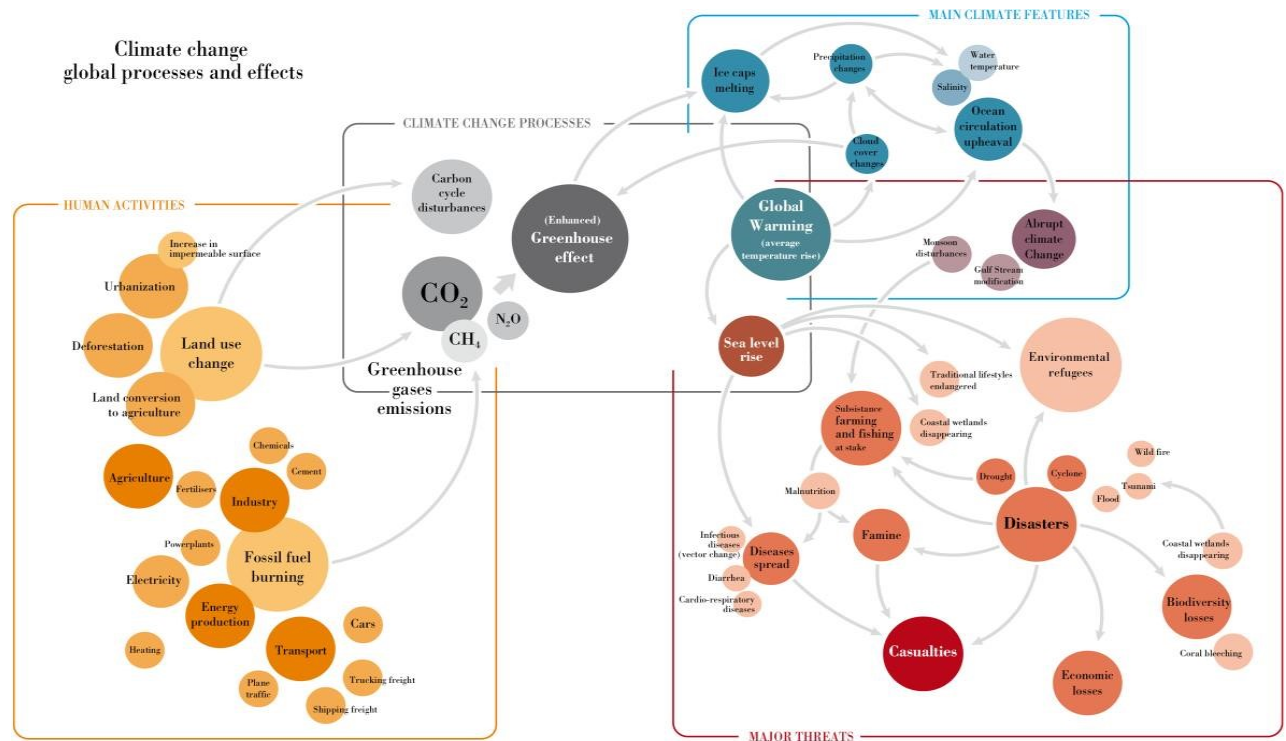 Climate change
global processes and effects
MAIN CLIMATE FEATURES
Ice caps
melting
Precipitation
changes
Water
temperature
Salinity
Ocean
circulation
upheaval
Cloud
cover
changes
CLIMATE CHANGE PROCESSES
Carbon
cycle
disturbances
(Enhanced)
Greenhouse
effect
Global
Warming
(average
temperature rise)
Monsoon
disturbances
Gulf Stream
modification
Abrupt
climate
Change
CO2
CH4
N2O
Greenhouse
gases
emissions
Sea level
rise
HUMAN ACTIVITIES
Increase in
impermeable surface
Urbanization
Deforestation
Land use
change
Land conversion
to agriculture
Chemicals
Cement
Agriculture
Fertilisers
Industry
Powerplants
Fossil fuel
burning
Electricity
Energy
production
Cars
Heating
Transport
Plane
traffic
Trucking freight
Shipping freight
Environmental
refugees
Traditional lifestyles
endangered
Subsistance
farming
and fishing
at stake
Coastal wetlands
disappearing
Wild fire
Drought
Cyclone
Tsunami
Flood
Malnutrition
Disasters
Infectious
diseases
(vector change)
Diseases
spread
Famine
Coastal wetlands
disappearing
Diarrhea
Cardio-respiratory
diseases
Biodiversity
losses
Casualties
Coral bleeching
Economic
losses
MAJOR THREATS